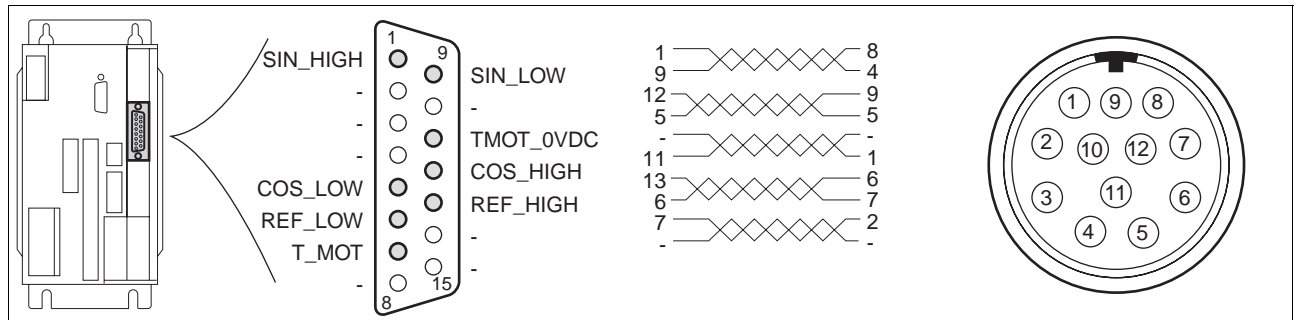 1
9
SIN_HIGH
SIN_LOW
-
-
-
TMOT_0VDC
-
COS_HIGH
COS_LOW
REF_HIGH
REF_LOW
-
T_MOT
-
-
8
15
1 8
9 4
12 9
5 5
- -
11 1
13 6
6 7
7 2
- -
1 9 8
2 10 12 7
3 11 6
4 5